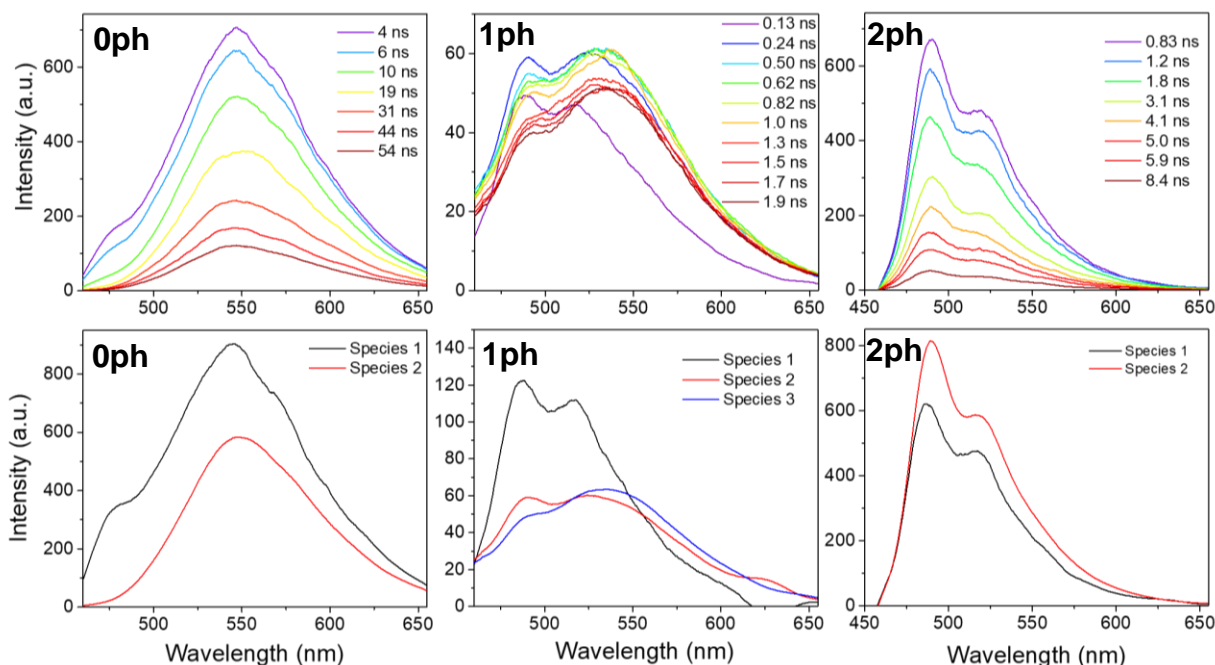 0ph
4 ns
6 ns
10 ns
19 ns
31 ns
44 ns
54 ns
600
400
200
0
500
550
600
650
Intensity (a.u.)
1ph
0.13 ns
0.24 ns
0.50 ns
0.62 ns
0.82 ns
1.0 ns
1.3 ns
1.5 ns
1.7 ns
1.9 ns
60
40
20
0
500
550
600
650
2ph
0.83 ns
1.2 ns
1.8 ns
3.1 ns
4.1 ns
5.0 ns
5.9 ns
8.4 ns
600
400
200
0
450
500
550
600
650
0ph
Species 1
Species 2
800
600
400
200
0
500
550
600
650
Intensity (a.u.)
Wavelength (nm)
1ph
Species 1
Species 2
Species 3
140
120
100
80
60
40
20
0
500
550
600
650
Wavelength (nm)
2ph
Species 1
Species 2
800
600
400
200
0
450
500
550
600
650
Wavelength (nm)